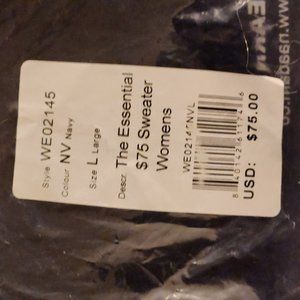 Style WE02145
Colour NV Navy
Size L Large
Descr. The Essential
$75 Sweater
Womens
WE02145NVL
USD: $75.00